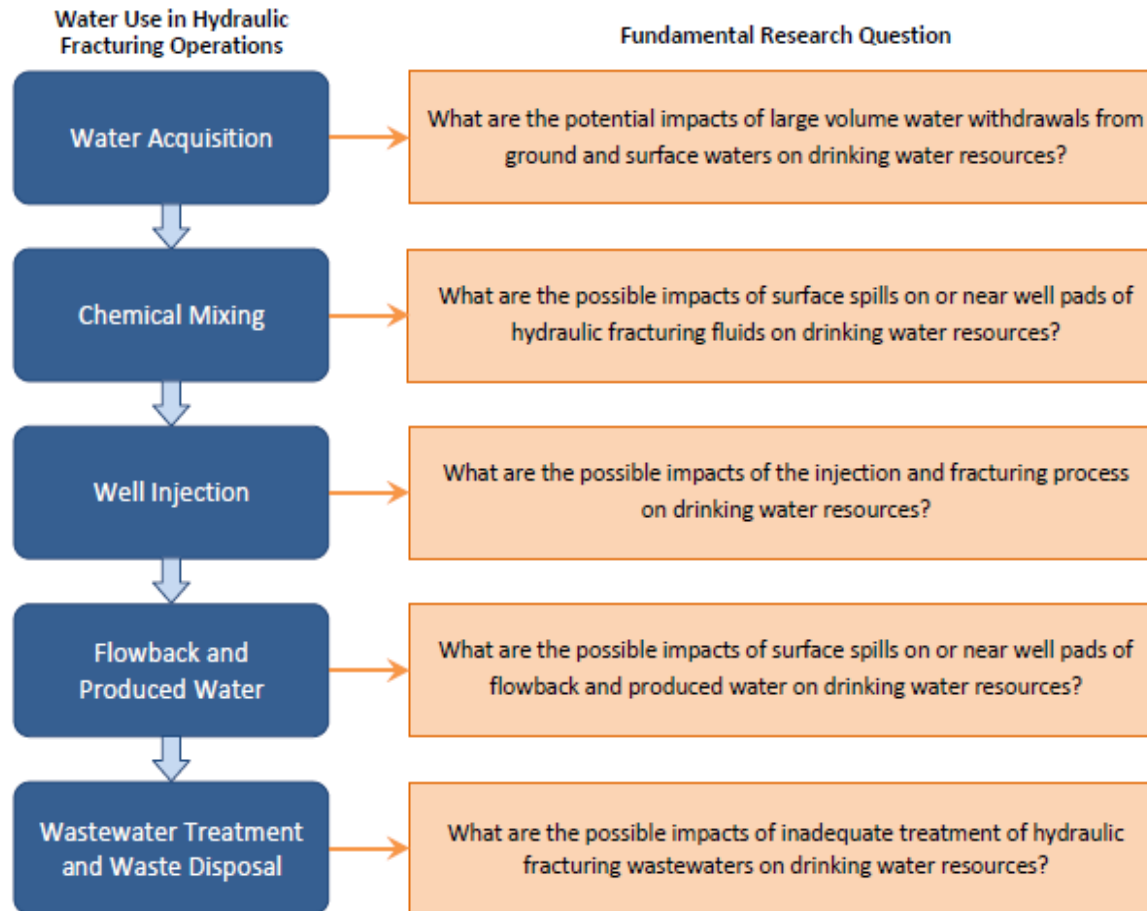 Water Use in Hydraulic
Fracturing Operations
Fundamental Research Question
Water Acquisition
What are the potential impacts of large volume water withdrawals from
ground and surface waters on drinking water resources?
Chemical Mixing
What are the possible impacts of surface spills on or near well pads of
hydraulic fracturing fluids on drinking water resources?
Well Injection
What are the possible impacts of the injection and fracturing process
on drinking water resources?
Flowback and
Produced Water
What are the possible impacts of surface spills on or near well pads of
flowback and produced water on drinking water resources?
Wastewater Treatment
and Waste Disposal
What are the possible impacts of inadequate treatment of hydraulic
fracturing wastewaters on drinking water resources?